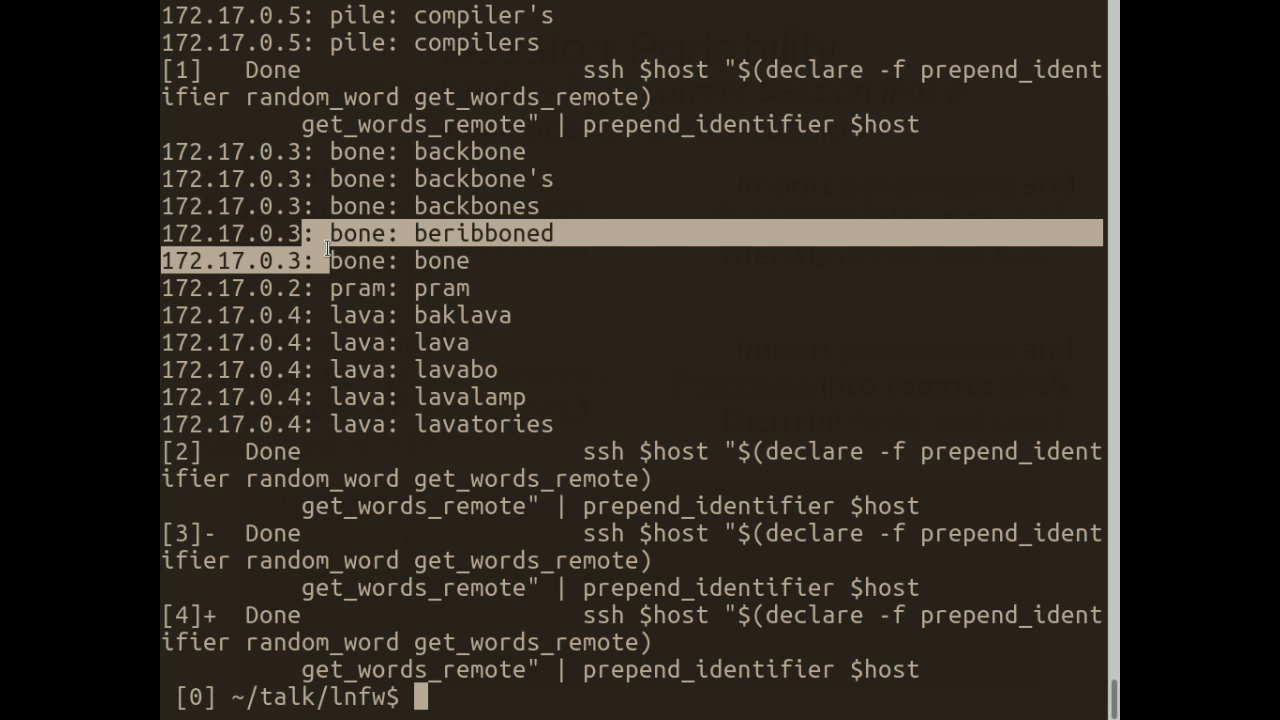 172.17.0.5: pile: compiler's
172.17.0.5: pile: compilers
[1]   Done                    ssh $host "$(declare -f prepend_ident
ifier random_word get_words_remote)
          get_words_remote" | prepend_identifier $host
172.17.0.3: bone: backbone
172.17.0.3: bone: backbone's
172.17.0.3: bone: backbones
172.17.0.3: bone: beribboned
172.17.0.3: bone: bone
172.17.0.2: pram: pram
172.17.0.4: lava: baklava
172.17.0.4: lava: lava
172.17.0.4: lava: lavabo
172.17.0.4: lava: lavalamp
172.17.0.4: lava: lavatories
[2]   Done                    ssh $host "$(declare -f prepend_ident
ifier random_word get_words_remote)
          get_words_remote" | prepend_identifier $host
[3]-  Done                    ssh $host "$(declare -f prepend_ident
ifier random_word get_words_remote)
          get_words_remote" | prepend_identifier $host
[4]+  Done                    ssh $host "$(declare -f prepend_ident
ifier random_word get_words_remote)
          get_words_remote" | prepend_identifier $host
 [0] ~/talk/lnfw$